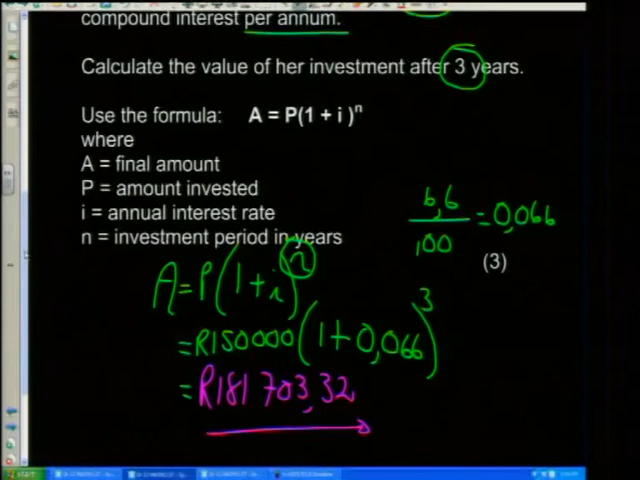 compound interest per annum.
Calculate the value of her investment after 3 years.
Use the formula: A = P(1 + i )ⁿ
where
A = final amount
P = amount invested
i = annual interest rate
n = investment period in years
6,6
/100 = 0,066
(3)
A = P(1 + i)ⁿ
= R150000(1 + 0,066)³
= R181 703,32
START